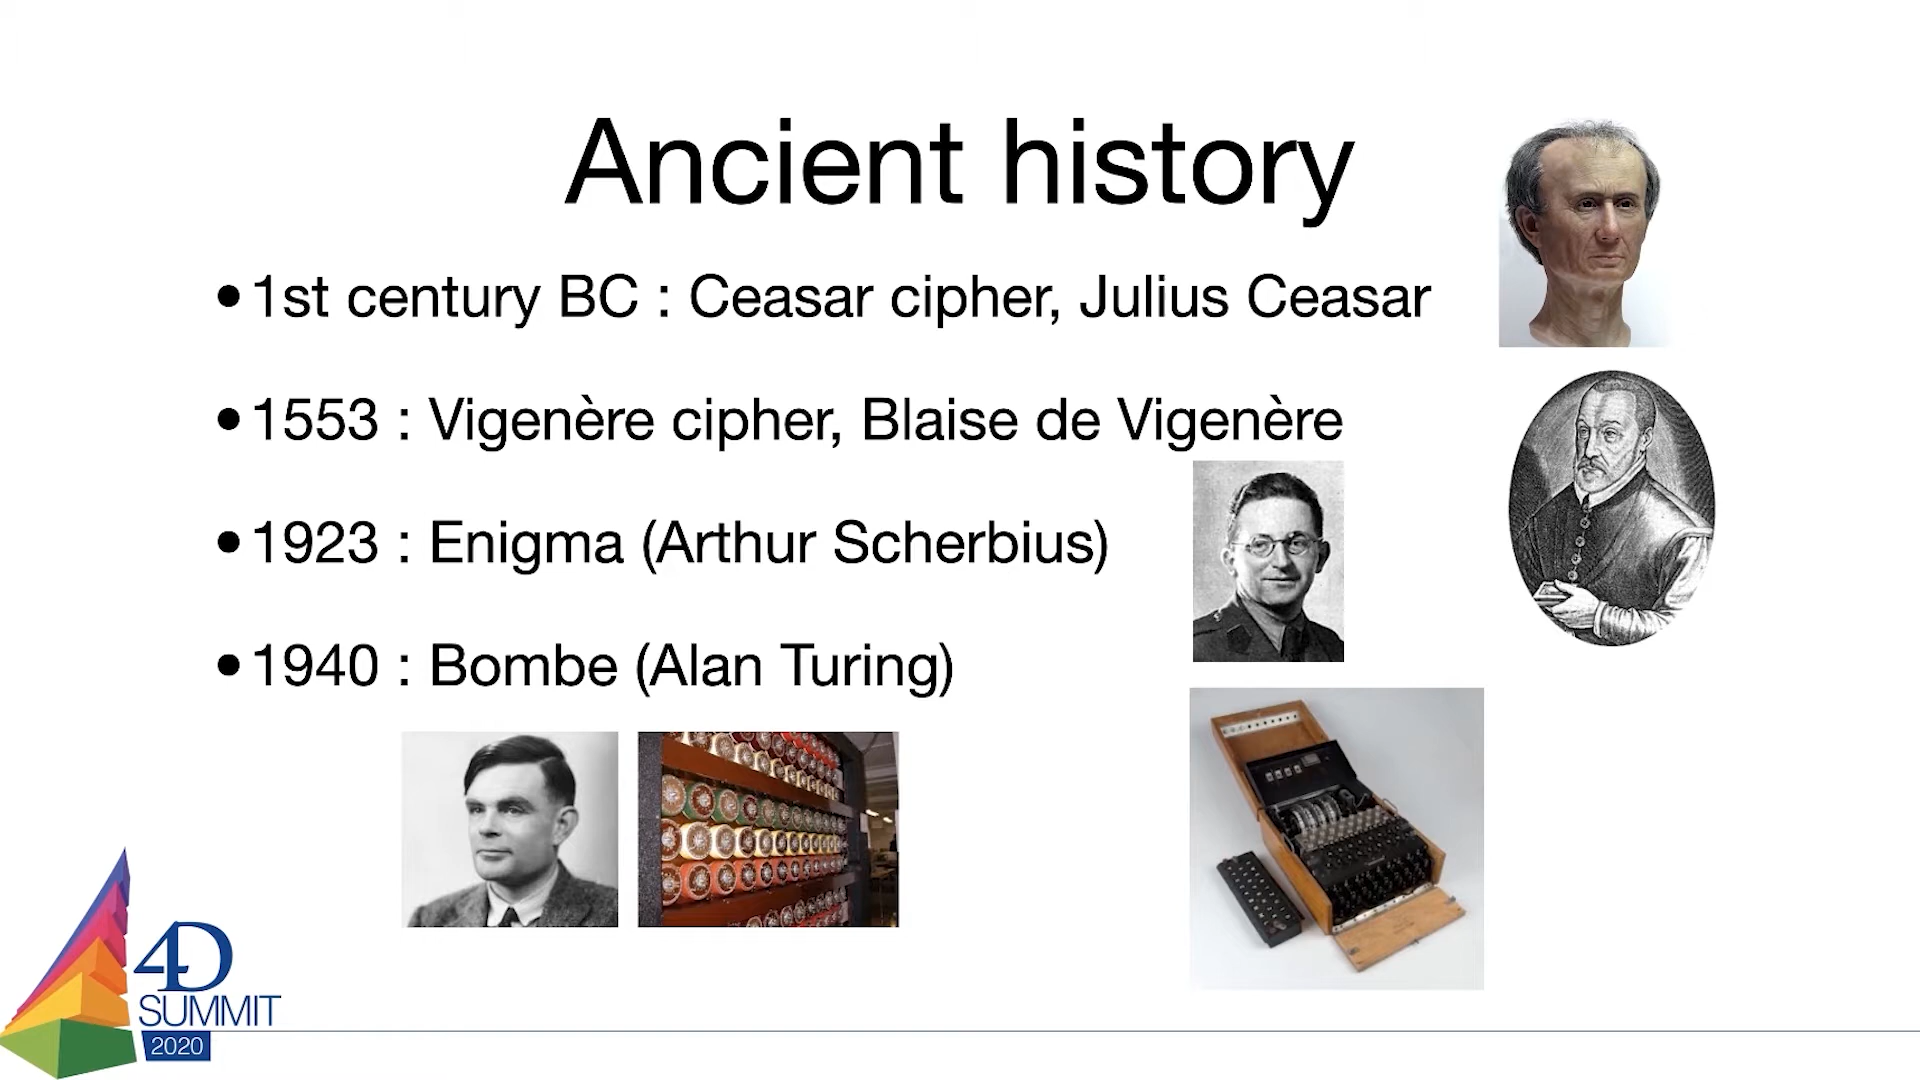 Ancient history
•1st century BC : Ceasar cipher, Julius Ceasar
•1553 : Vigenère cipher, Blaise de Vigenère
•1923 : Enigma (Arthur Scherbius)
•1940 : Bombe (Alan Turing)
4D
SUMMIT
2020